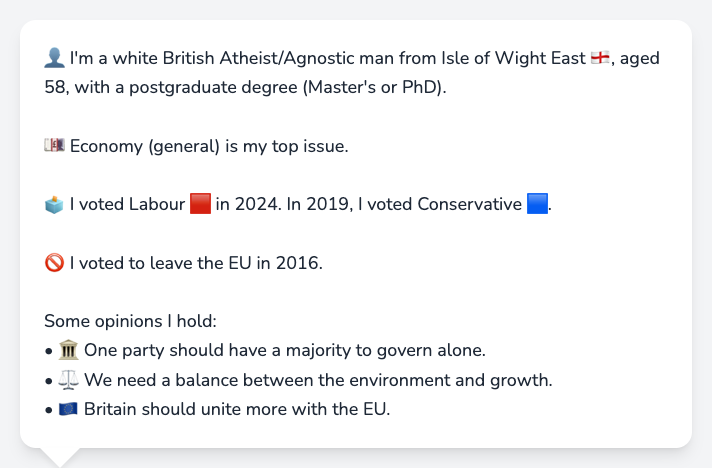 👤 I'm a white British Atheist/Agnostic man from Isle of Wight East 🏴󠁧󠁢󠁥󠁮󠁧󠁿, aged
58, with a postgraduate degree (Master's or PhD).
💷 Economy (general) is my top issue.
🗳️ I voted Labour 🟥 in 2024. In 2019, I voted Conservative 🟦.
🚫 I voted to leave the EU in 2016.
Some opinions I hold:
• 🏛️ One party should have a majority to govern alone.
• ⚖️ We need a balance between the environment and growth.
• 🇪🇺 Britain should unite more with the EU.